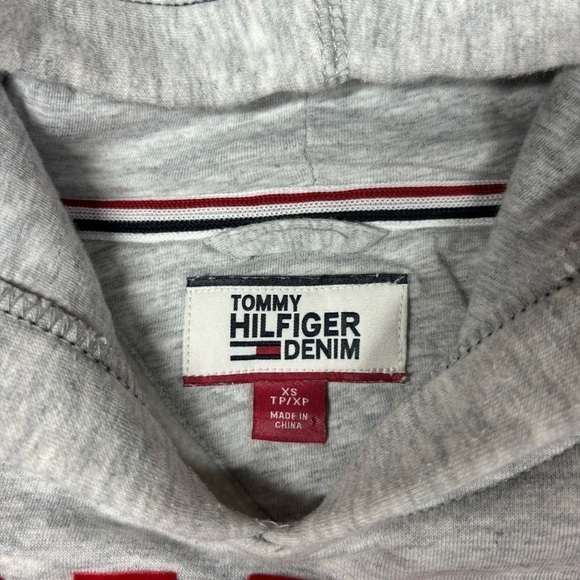 TOMMY
HILFIGER
DENIM
XS
TP/XP
MADE IN
CHINA